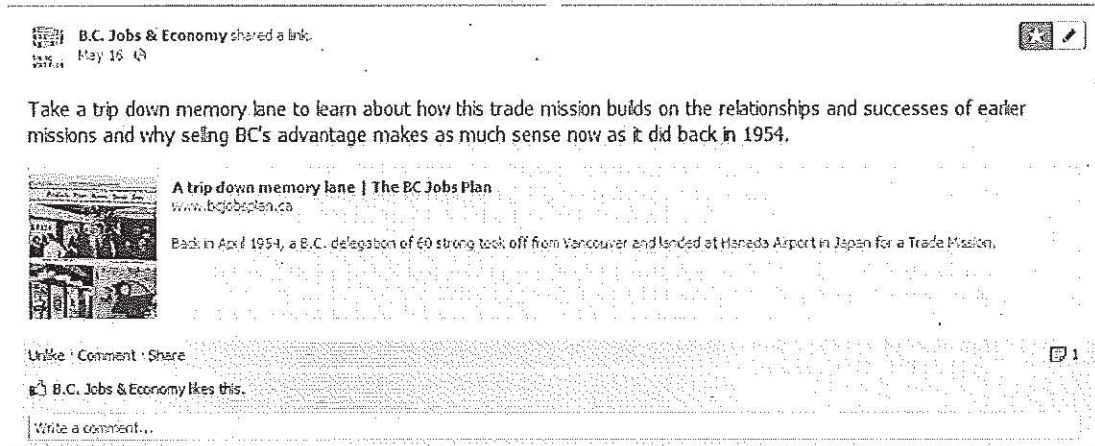 B.C. Jobs & Economy shared a link.
May 16
Take a trip down memory lane to learn about how this trade mission builds on the relationships and successes of earlier
missions and why selling BC's advantage makes as much sense now as it did back in 1954.
A trip down memory lane | The BC Jobs Plan
www.bcjobsplan.ca
Back in April 1954, a B.C. delegation of 60 strong took off from Vancouver and landed at Haneda Airport in Japan for a Trade Mission.
Unlike · Comment · Share
1
B.C. Jobs & Economy likes this.
Write a comment...